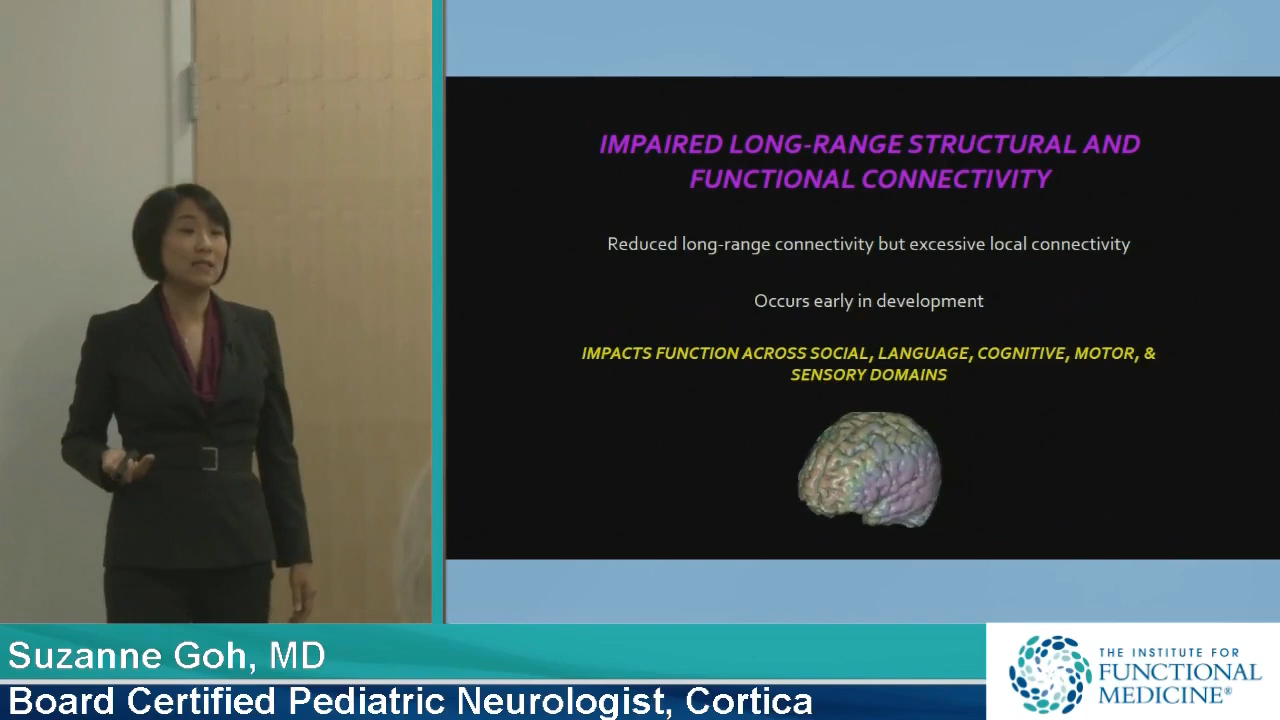 IMPAIRED LONG-RANGE STRUCTURAL AND
FUNCTIONAL CONNECTIVITY
Reduced long-range connectivity but excessive local connectivity
Occurs early in development
IMPACTS FUNCTION ACROSS SOCIAL, LANGUAGE, COGNITIVE, MOTOR, &
SENSORY DOMAINS
Suzanne Goh, MD
Board Certified Pediatric Neurologist, Cortica
THE INSTITUTE FOR
FUNCTIONAL
MEDICINE®